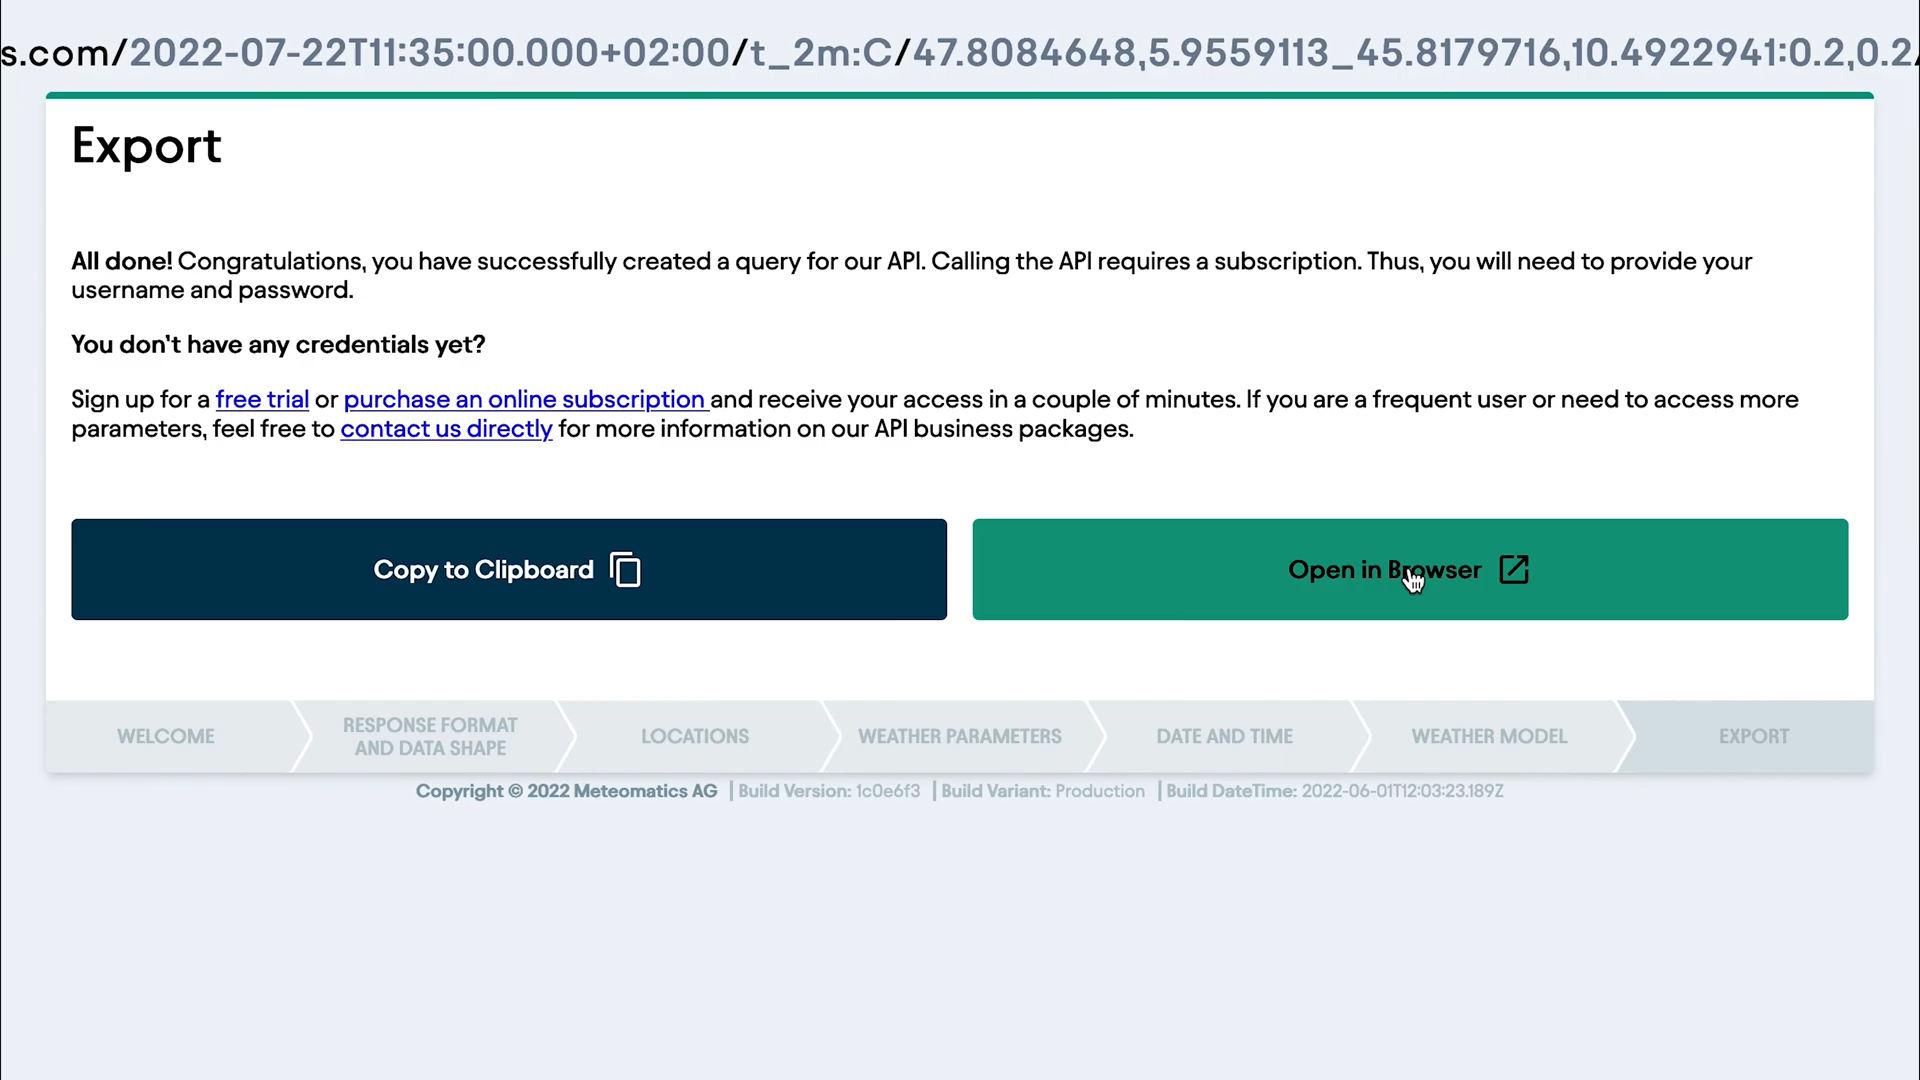 s.com/2022-07-22T11:35:00.000+02:00/t_2m:C/47.8084648,5.9559113_45.8179716,10.4922941:0.2,0.2/
Export
All done! Congratulations, you have successfully created a query for our API. Calling the API requires a subscription. Thus, you will need to provide your
username and password.
You don't have any credentials yet?
Sign up for a free trial or purchase an online subscription and receive your access in a couple of minutes. If you are a frequent user or need to access more
parameters, feel free to contact us directly for more information on our API business packages.
Copy to Clipboard
Open in Browser
WELCOME
RESPONSE FORMAT
AND DATA SHAPE
LOCATIONS
WEATHER PARAMETERS
DATE AND TIME
WEATHER MODEL
EXPORT
Copyright © 2022 Meteomatics AG | Build Version: 1c0e6f3 | Build Variant: Production | Build DateTime: 2022-06-01T12:03:23.189Z